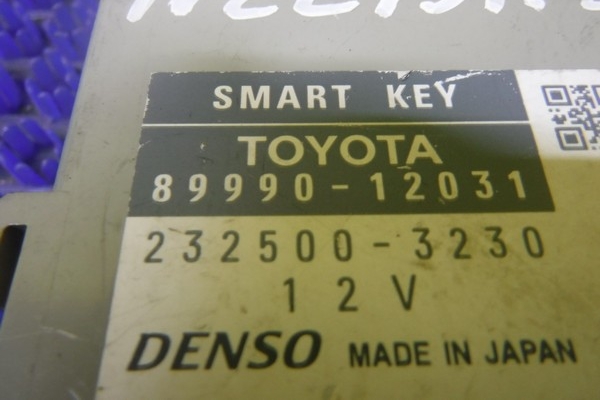 SMART KEY
TOYOTA
89990-12031
232500-3230
12V
DENSO MADE IN JAPAN